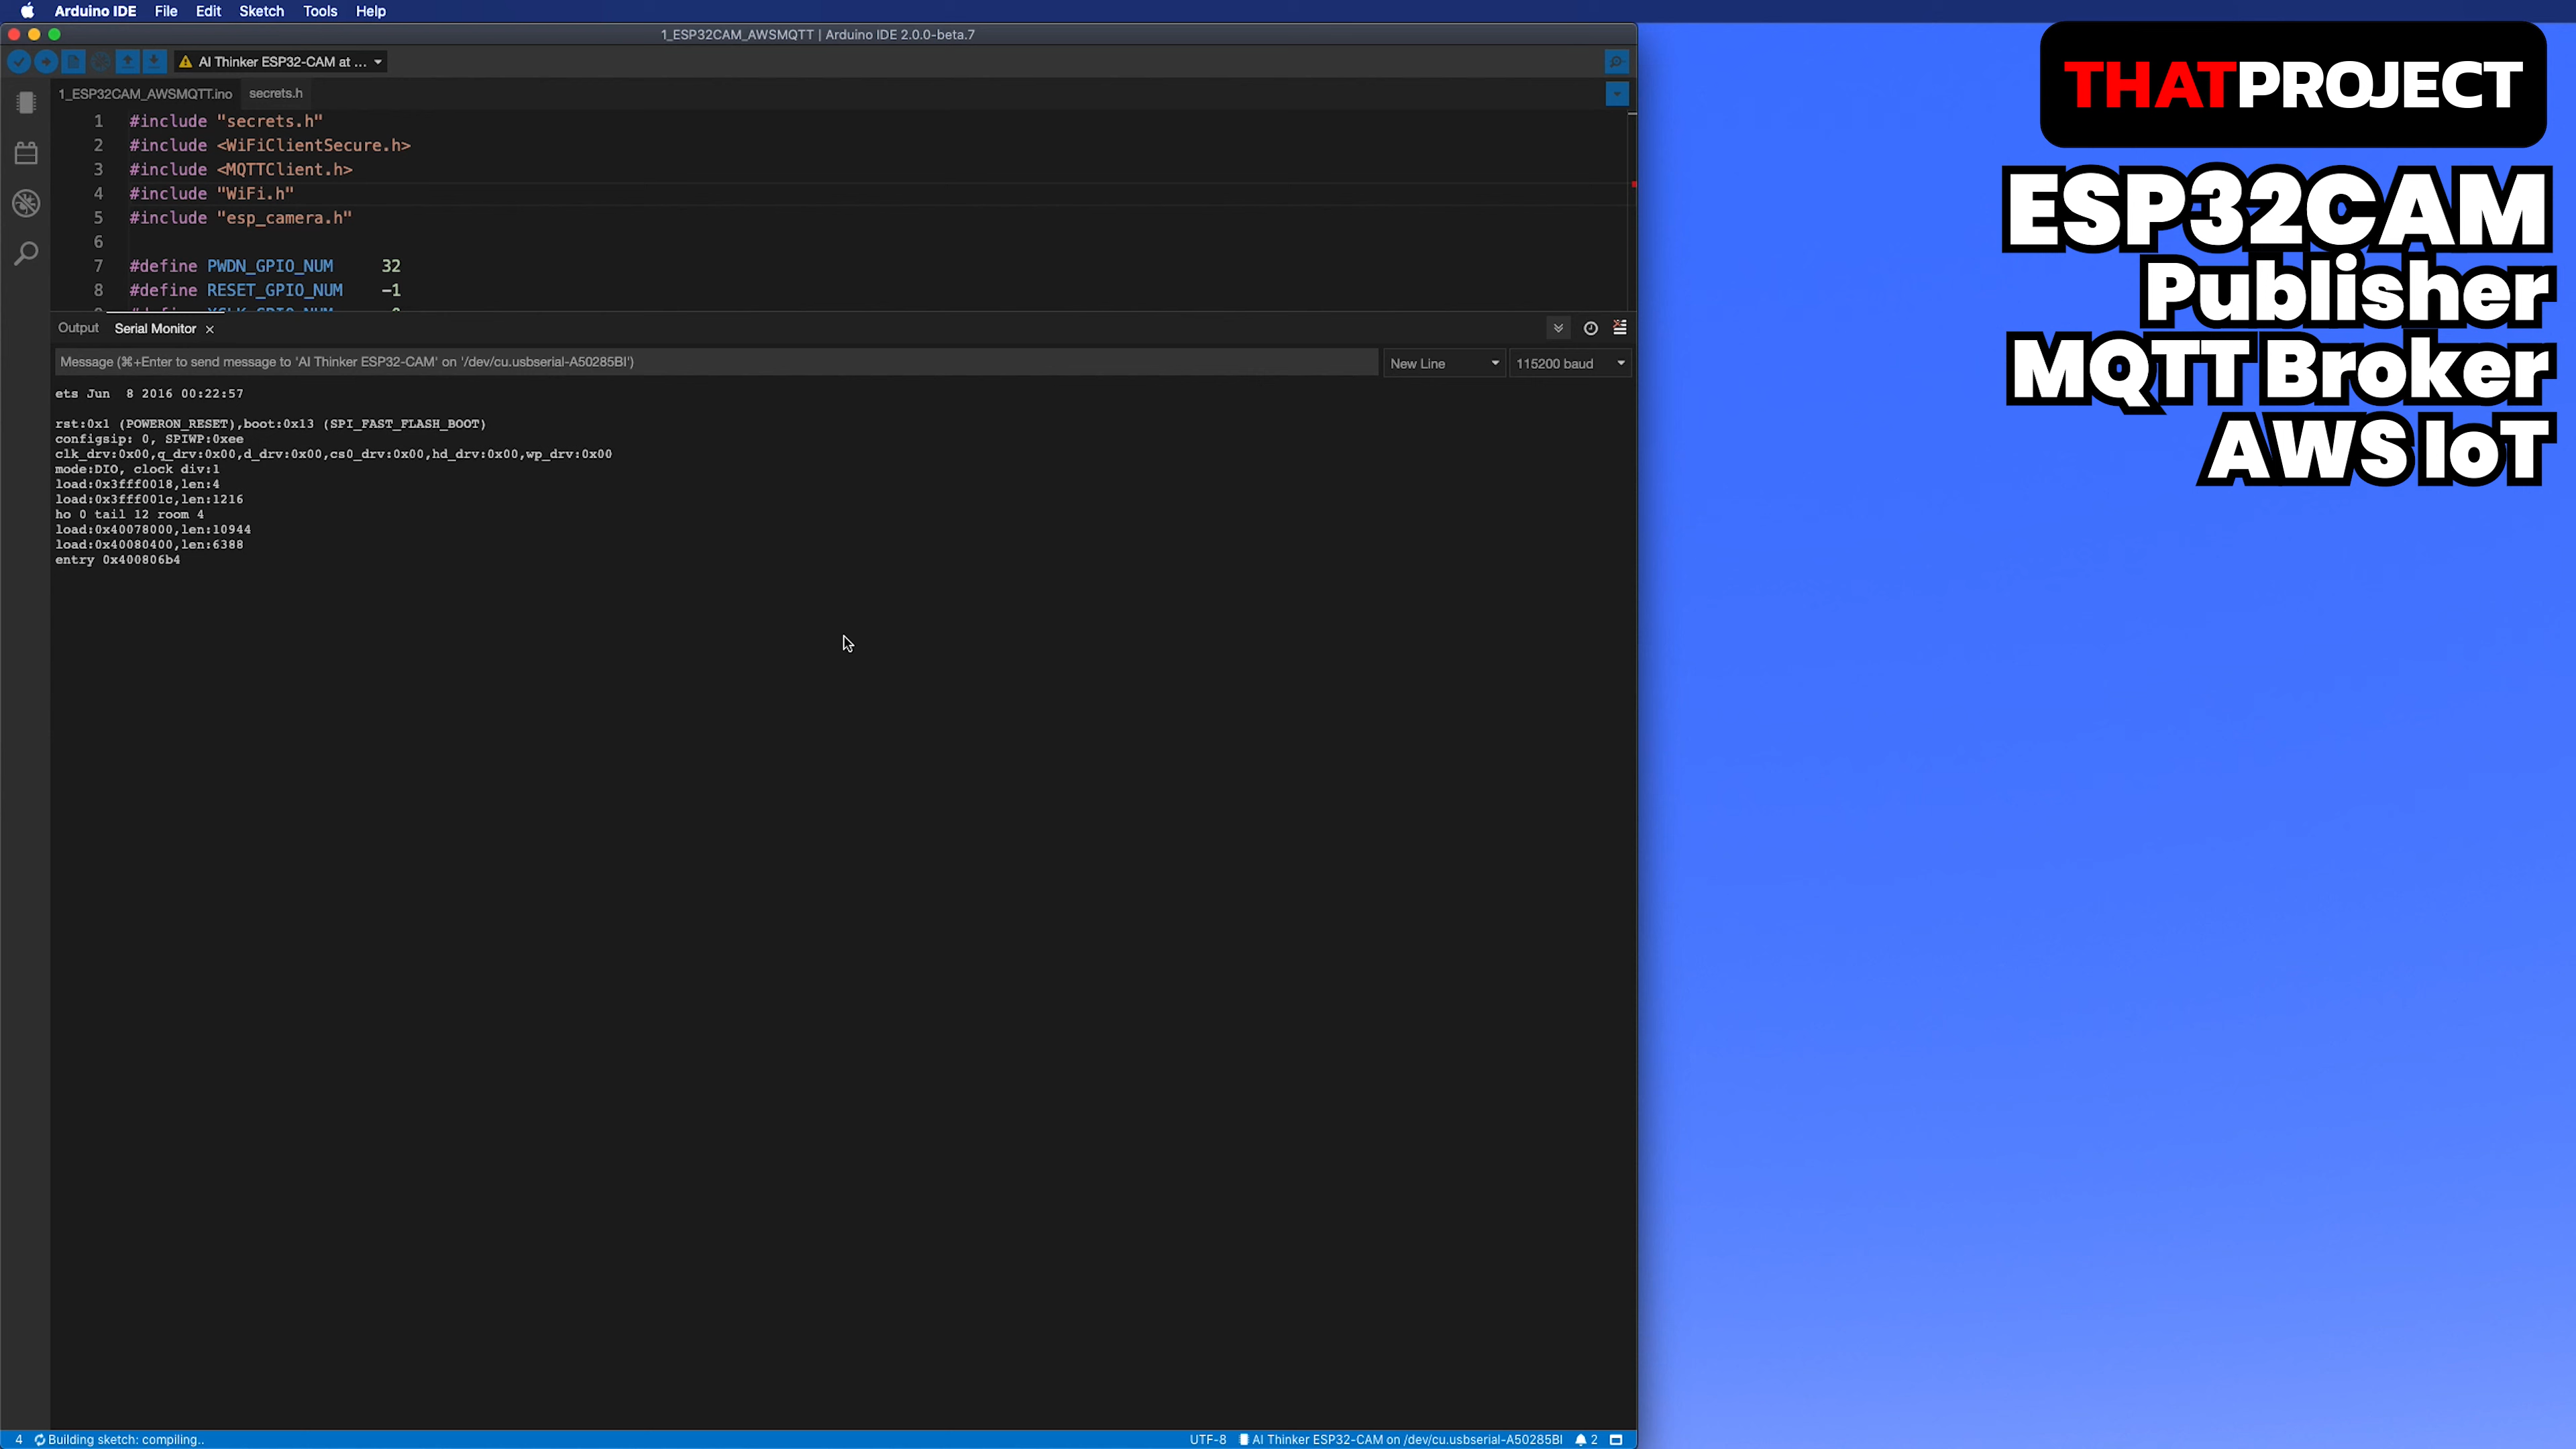 Arduino IDE File Edit Sketch Tools Help
1_ESP32CAM_AWSMQTT | Arduino IDE 2.0.0-beta.7
AI Thinker ESP32-CAM at ...
1_ESP32CAM_AWSMQTT.ino secrets.h
1 #include "secrets.h"
2 #include <WiFiClientSecure.h>
3 #include <MQTTClient.h>
4 #include "WiFi.h"
5 #include "esp_camera.h"
6
7 #define PWDN_GPIO_NUM 32
8 #define RESET_GPIO_NUM -1
Output Serial Monitor
Message (⌘+Enter to send message to 'AI Thinker ESP32-CAM' on '/dev/cu.usbserial-A50285BI')
New Line 115200 baud
ets Jun 8 2016 00:22:57
rst:0x1 (POWERON_RESET),boot:0x13 (SPI_FAST_FLASH_BOOT)
configsip: 0, SPIWP:0xee
clk_drv:0x00,q_drv:0x00,d_drv:0x00,cs0_drv:0x00,hd_drv:0x00,wp_drv:0x00
mode:DIO, clock div:1
load:0x3fff0018,len:4
load:0x3fff001c,len:1216
ho 0 tail 12 room 4
load:0x40078000,len:10944
load:0x40080400,len:6388
entry 0x400806b4
4 Building sketch: compiling..
UTF-8 AI Thinker ESP32-CAM on /dev/cu.usbserial-A50285BI 2
THATPROJECT
ESP32CAM
Publisher
MQTT Broker
AWS IoT